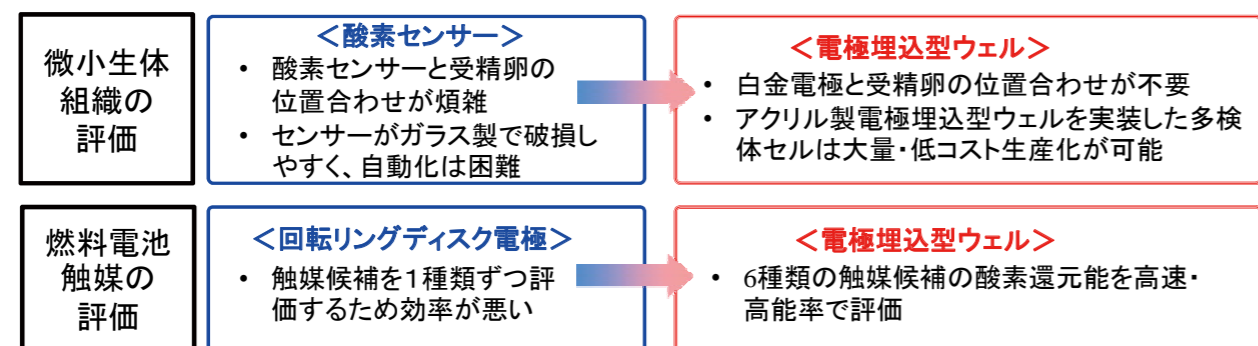 微小生体
組織の
評価
＜酸素センサー＞
• 酸素センサーと受精卵の
位置合わせが煩雑
• センサーがガラス製で破損し
やすく、自動化は困難
＜電極埋込型ウェル＞
• 白金電極と受精卵の位置合わせが不要
• アクリル製電極埋込型ウェルを実装した多検
体セルは大量・低コスト生産化が可能
燃料電池
触媒の
評価
＜回転リングディスク電極＞
• 触媒候補を１種類ずつ評
価するため効率が悪い
＜電極埋込型ウェル＞
• 6種類の触媒候補の酸素還元能を高速・
高能率で評価